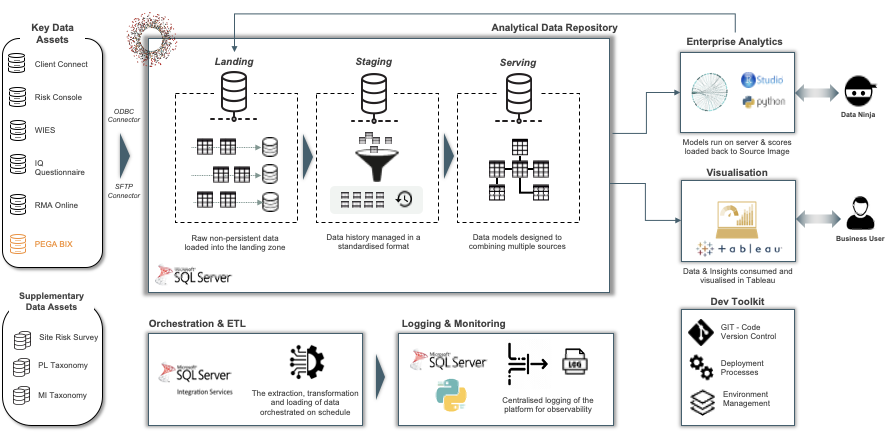 Key Data
Assets
Client Connect
Risk Console
WIES
IQ
Questionnaire
RMA Online
PEGA BIX
Supplementary
Data Assets
Site Risk Survey
PL Taxonomy
MI Taxonomy
ODBC
Connector
SFTP
Connector
Analytical Data Repository
Landing
Staging
Serving
Raw non-persistent data
loaded into the landing zone
Data history managed in a
standardised format
Data models designed to
combining multiple sources
Microsoft
SQL Server
Orchestration & ETL
Microsoft
SQL Server
Integration Services
The extraction, transformation
and loading of data
orchestrated on schedule
Logging & Monitoring
Microsoft
SQL Server
LOG
Centralised logging of the
platform for observability
Enterprise Analytics
R Studio
python
Models run on server & scores
loaded back to Source Image
Data Ninja
Visualisation
+ableau
Data & Insights consumed and
visualised in Tableau
Business User
Dev Toolkit
GIT - Code
Version Control
Deployment
Processes
Environment
Management